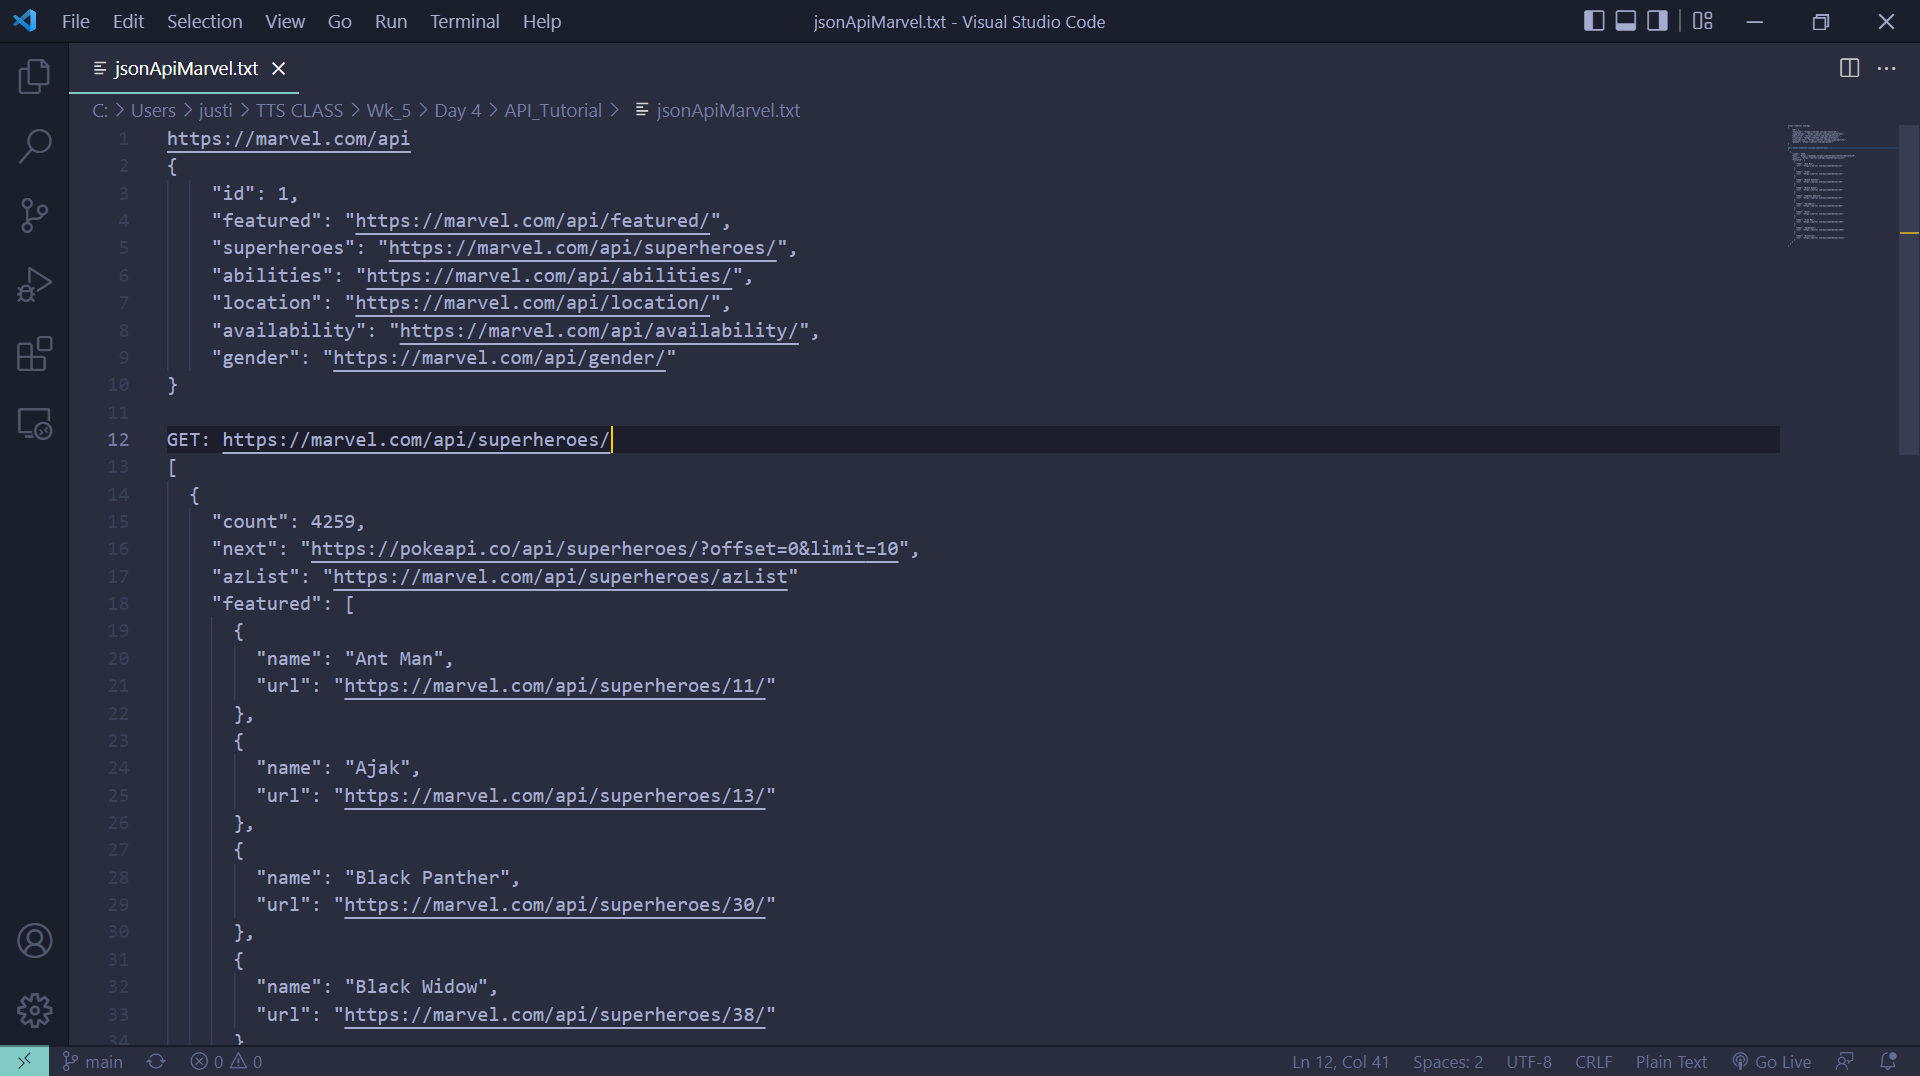 File Edit Selection View Go Run Terminal Help
jsonApiMarvel.txt - Visual Studio Code
jsonApiMarvel.txt
C: > Users > justi > TTS CLASS > Wk_5 > Day 4 > API_Tutorial > jsonApiMarvel.txt
1 https://marvel.com/api
2 {
3 "id": 1,
4 "featured": "https://marvel.com/api/featured/",
5 "superheroes": "https://marvel.com/api/superheroes/",
6 "abilities": "https://marvel.com/api/abilities/",
7 "location": "https://marvel.com/api/location/",
8 "availability": "https://marvel.com/api/availability/",
9 "gender": "https://marvel.com/api/gender/"
10 }
11
12 GET: https://marvel.com/api/superheroes/
13 [
14 {
15 "count": 4259,
16 "next": "https://pokeapi.co/api/superheroes/?offset=0&limit=10",
17 "azList": "https://marvel.com/api/superheroes/azList"
18 "featured": [
19 {
20 "name": "Ant Man",
21 "url": "https://marvel.com/api/superheroes/11/"
22 },
23 {
24 "name": "Ajak",
25 "url": "https://marvel.com/api/superheroes/13/"
26 },
27 {
28 "name": "Black Panther",
29 "url": "https://marvel.com/api/superheroes/30/"
30 },
31 {
32 "name": "Black Widow",
33 "url": "https://marvel.com/api/superheroes/38/"
34 }
main 0 0 Ln 12, Col 41 Spaces: 2 UTF-8 CRLF Plain Text Go Live